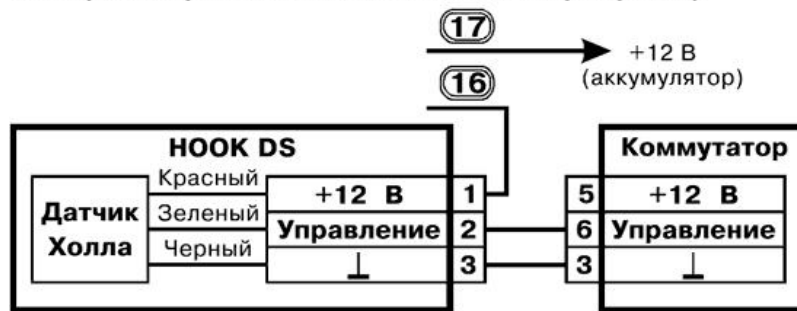 17
+12 В
(аккумулятор)
16
HOOK DS
Коммутатор
Датчик
Холла
Красный
Зеленый
Черный
+12 В 1
Управление 2
3
5 +12 В
6 Управление
3